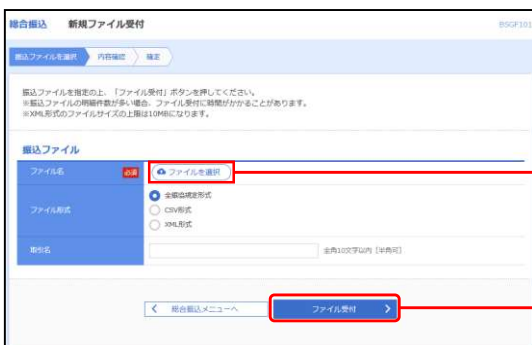 総合振込 新規ファイル受付
BSGF101
振込ファイルを選択 内容確認 確定
振込ファイルを指定の上、「ファイル受付」ボタンを押してください。
※振込ファイルの明細件数が多い場合、ファイル受付に時間がかかることがあります。
※XML形式のファイルサイズの上限は10MBになります。
振込ファイル
ファイル名 必須 ファイルを選択
ファイル形式
全銀協規定形式
CSV形式
XML形式
取引名 全角10文字以内 [半角可]
総合振込メニューへ ファイル受付